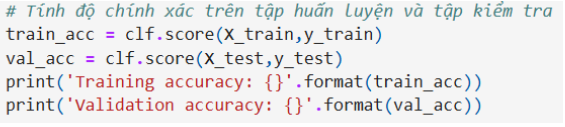 # Tính độ chính xác trên tập huấn luyện và tập kiểm tra
train_acc = clf.score(X_train,y_train)
val_acc = clf.score(X_test,y_test)
print('Training accuracy: {}'.format(train_acc))
print('Validation accuracy: {}'.format(val_acc))